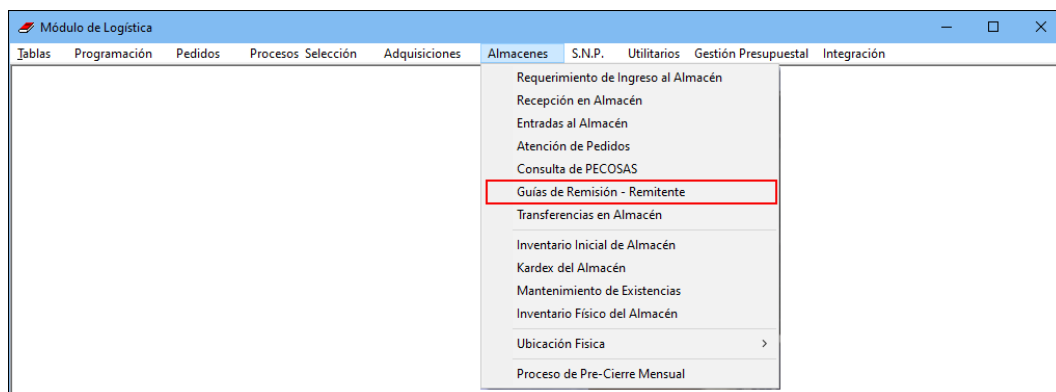 Módulo de Logística
Tablas Programación Pedidos Procesos Selección Adquisiciones Almacenes S.N.P. Utilitarios Gestión Presupuestal Integración
Requerimiento de Ingreso al Almacén
Recepción en Almacén
Entradas al Almacén
Atención de Pedidos
Consulta de PECOSAS
Guías de Remisión - Remitente
Transferencias en Almacén
Inventario Inicial de Almacén
Kardex del Almacén
Mantenimiento de Existencias
Inventario Físico del Almacén
Ubicación Fisica
Proceso de Pre-Cierre Mensual